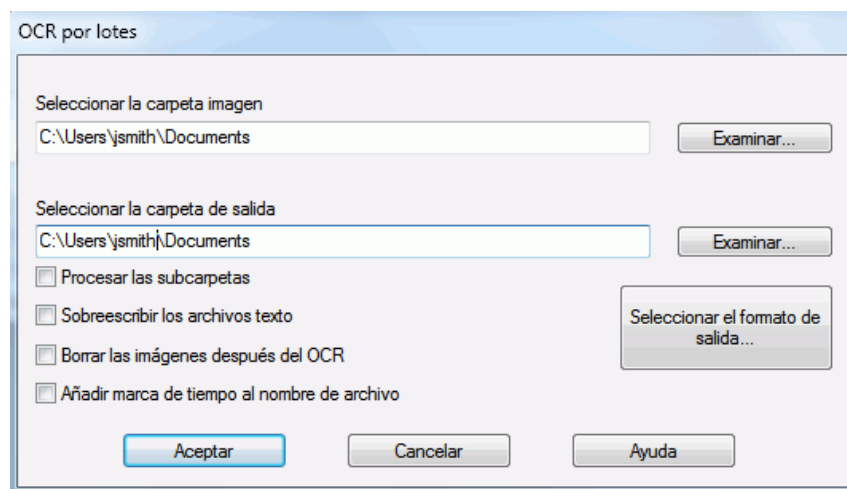 OCR por lotes
Seleccionar la carpeta imagen
C:\Users\jsmith\Documents
Examinar...
Seleccionar la carpeta de salida
C:\Users\jsmith\Documents
Examinar...
Procesar las subcarpetas
Sobreescribir los archivos texto
Borrar las imágenes después del OCR
Añadir marca de tiempo al nombre de archivo
Seleccionar el formato de
salida...
Aceptar
Cancelar
Ayuda